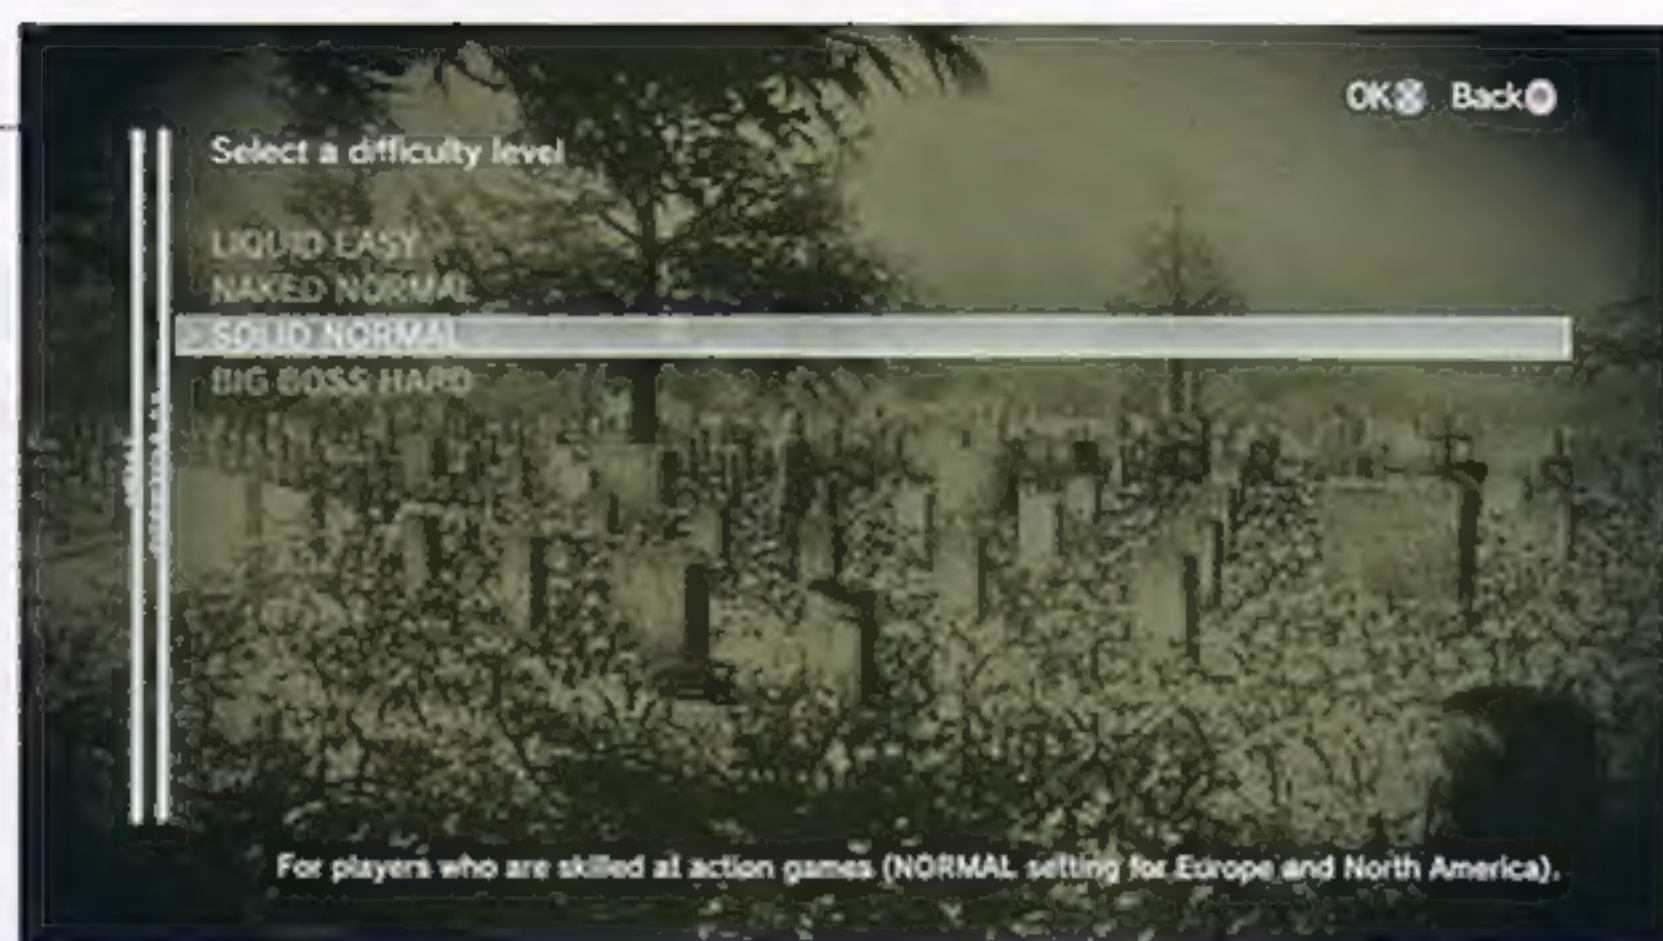 OK Back
Select a difficulty level
LIQUID EASY
NAKED NORMAL
> SOLID NORMAL
BIG BOSS HARD
For players who are skilled at action games (NORMAL setting for Europe and North America).